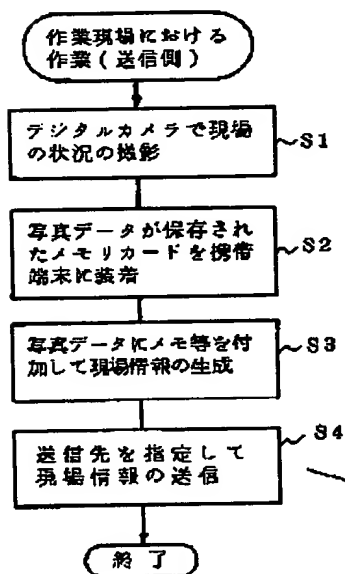 作業現場における
作業(送信側)
デジタルカメラで現場
の状況の撮影
S1
写真データが保存され
たメモリカードを携帯
端末に装着
S2
写真データにメモ等を付
加して現場情報の生成
S3
送信先を指定して
現場情報の送信
S4
終了